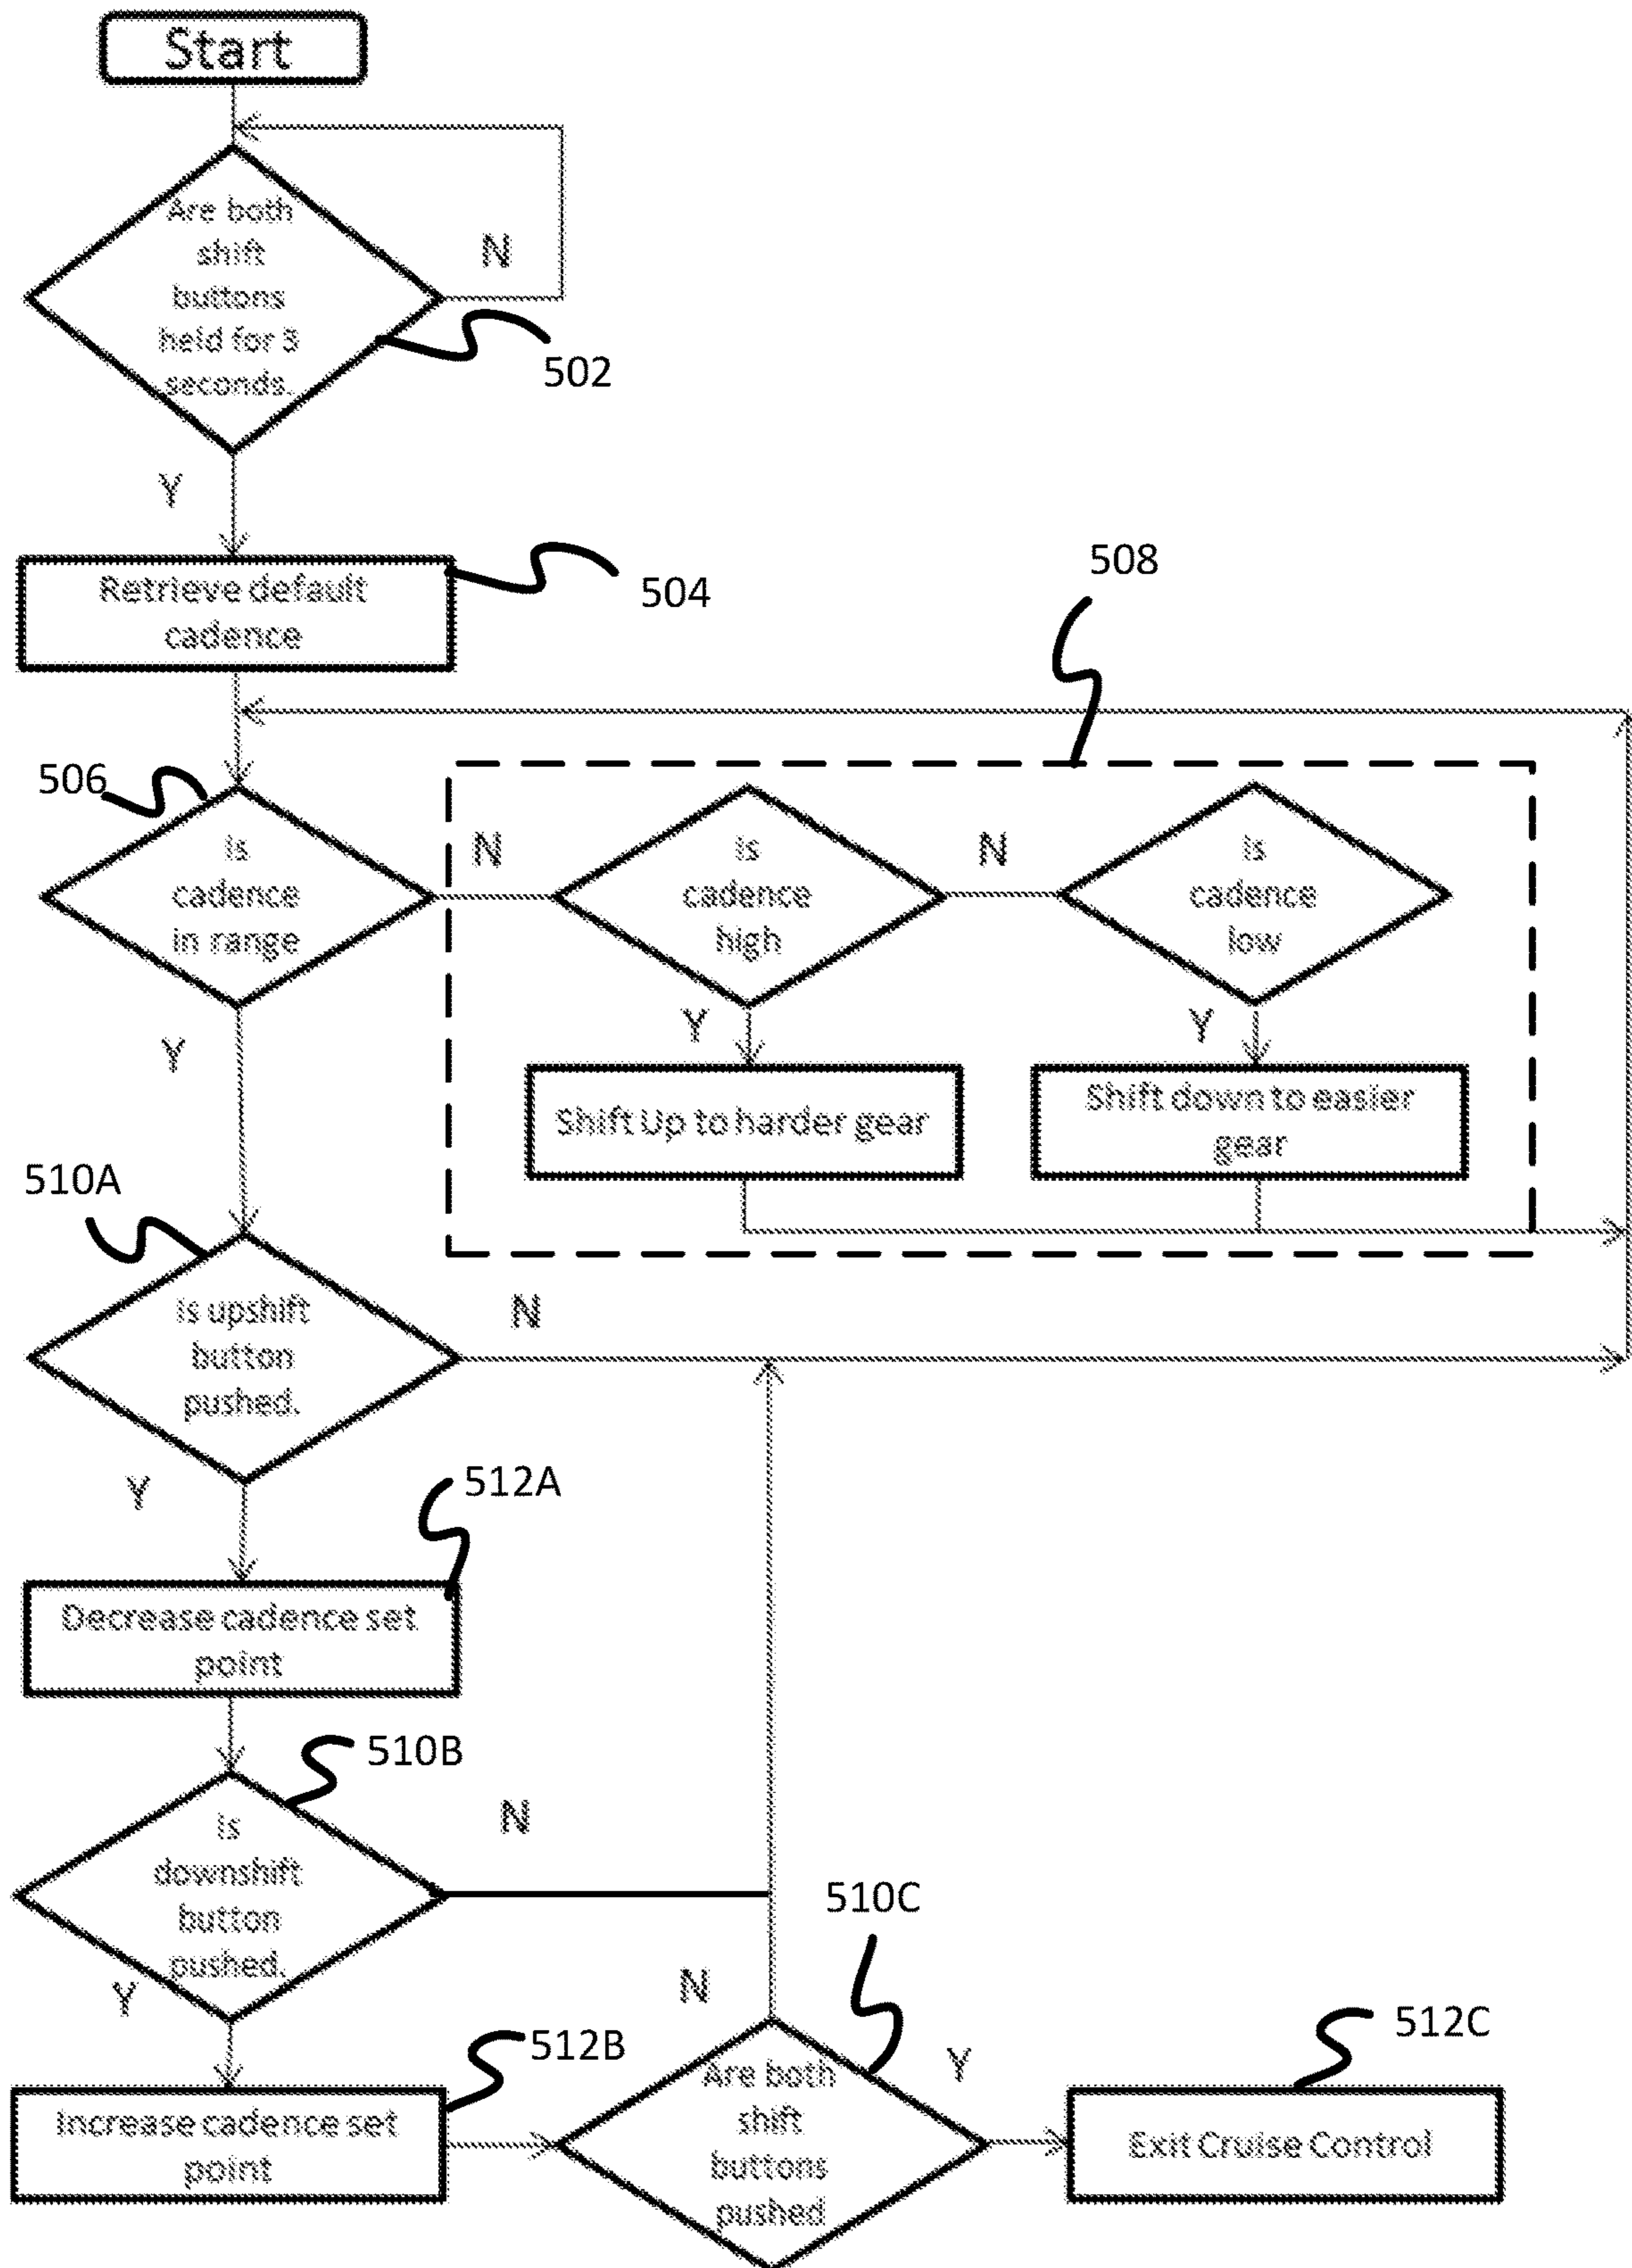 Start
Are both
shift
buttons
held for 3
seconds.
N
502
Y
Retrieve default
cadence
504
508
506
is
cadence
in range
N
is
cadence
high
N
is
cadence
low
Y
Y
Y
Shift Up to harder gear
Shift down to easier
gear
510A
is upshift
button
pushed.
N
Y
512A
Decrease cadence set
point
510B
is
downshift
button
pushed.
N
Y
510C
N
512B
Increase cadence set
point
Are both
shift
buttons
pushed
Y
512C
Exit Cruise Control